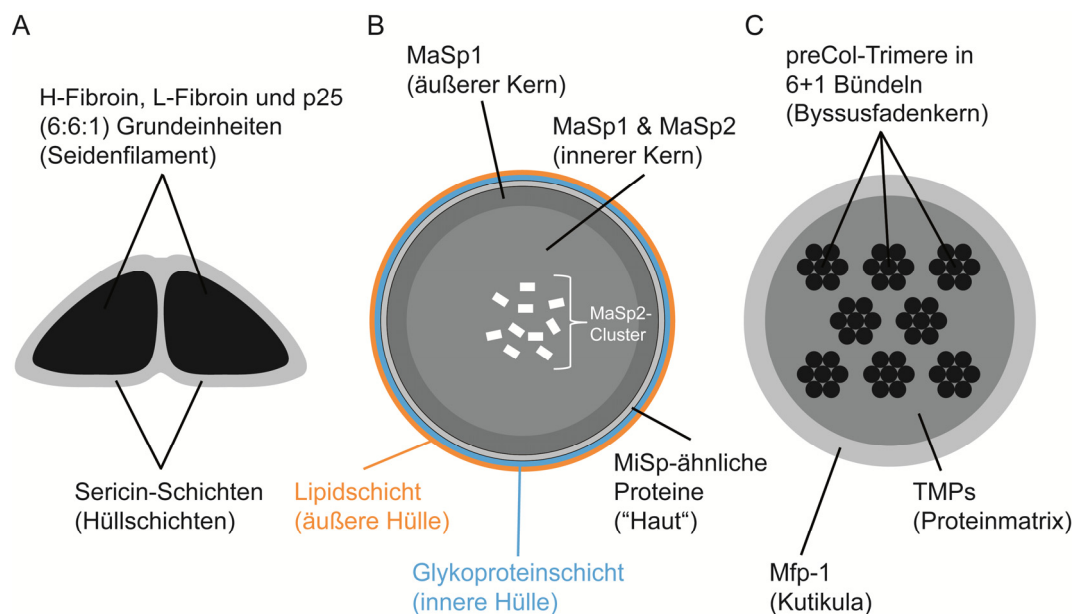 A
H-Fibroin, L-Fibroin und p25
(6:6:1) Grundeinheiten
(Seidenfilament)
Sericin-Schichten
(Hüllschichten)
B
MaSp1
(äußerer Kern)
MaSp1 & MaSp2
(innerer Kern)
MaSp2-
Cluster
Lipidschicht
(äußere Hülle)
Glykoproteinschicht
(innere Hülle)
MiSp-ähnliche
Proteine
(“Haut“)
C
preCol-Trimere in
6+1 Bündeln
(Byssusfadenkern)
TMPs
(Proteinmatrix)
Mfp-1
(Kutikula)